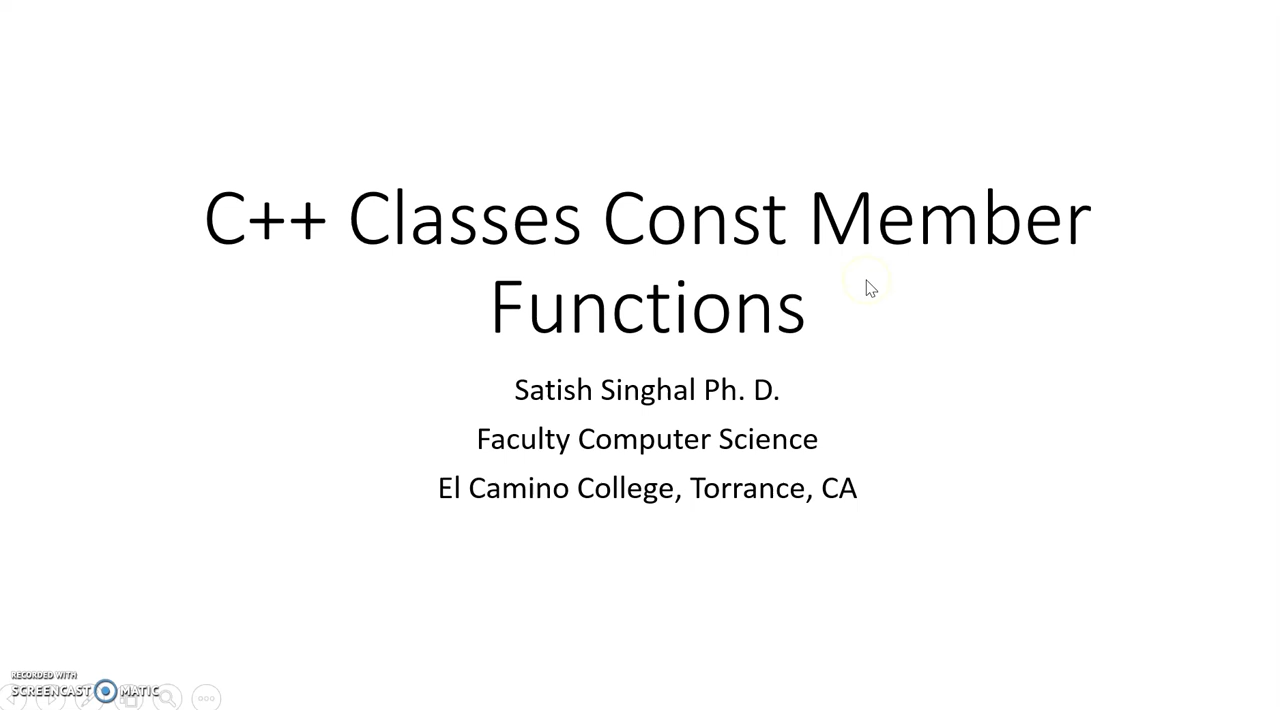 C++ Classes Const Member
Functions
Satish Singhal Ph. D.
Faculty Computer Science
El Camino College, Torrance, CA
RECORDED WITH
SCREENCAST MATIC